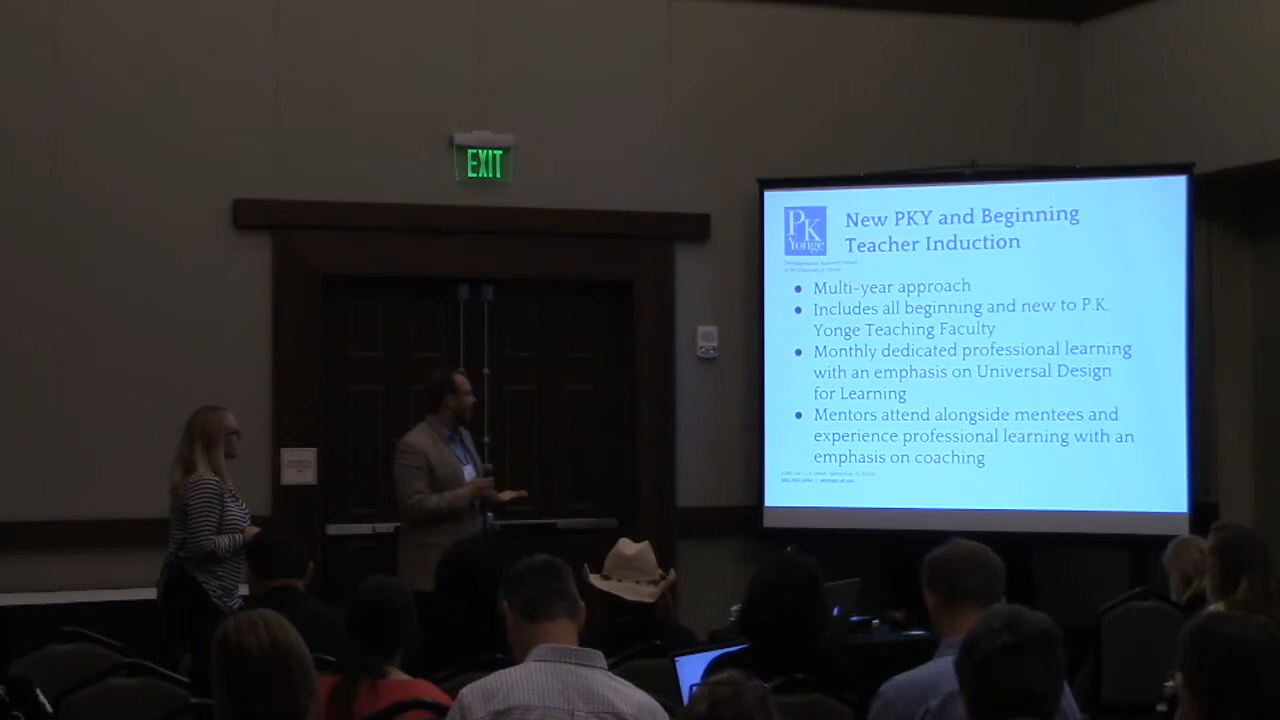 EXIT
PK
Yonge
New PKY and Beginning
Teacher Induction
• Multi-year approach
• Includes all beginning and new to P.K.
Yonge Teaching Faculty
• Monthly dedicated professional learning
with an emphasis on Universal Design
for Learning
• Mentors attend alongside mentees and
experience professional learning with an
emphasis on coaching